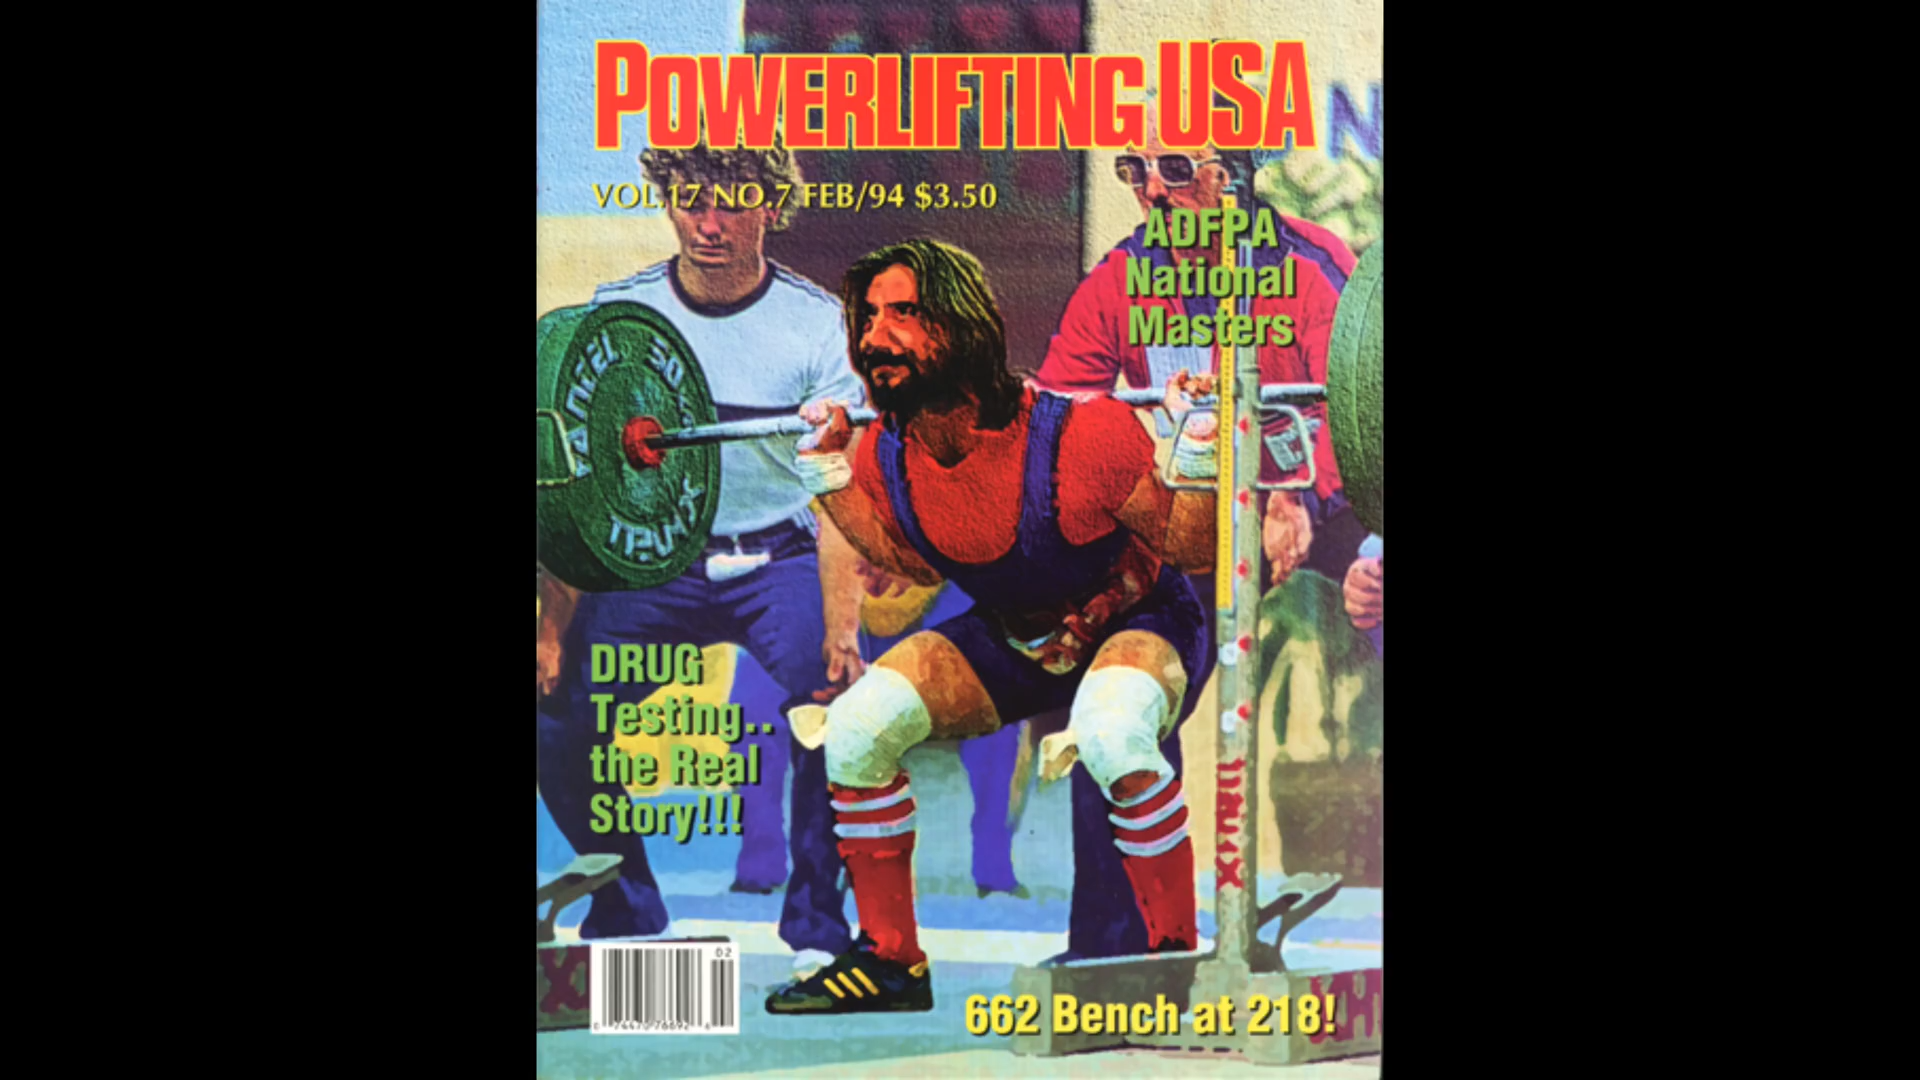 POWERLIFTING USA
VOL.17 NO.7 FEB/94 $3.50
ADFPA
National
Masters
DRUG
Testing..
the Real
Story!!!
02
662 Bench at 218!